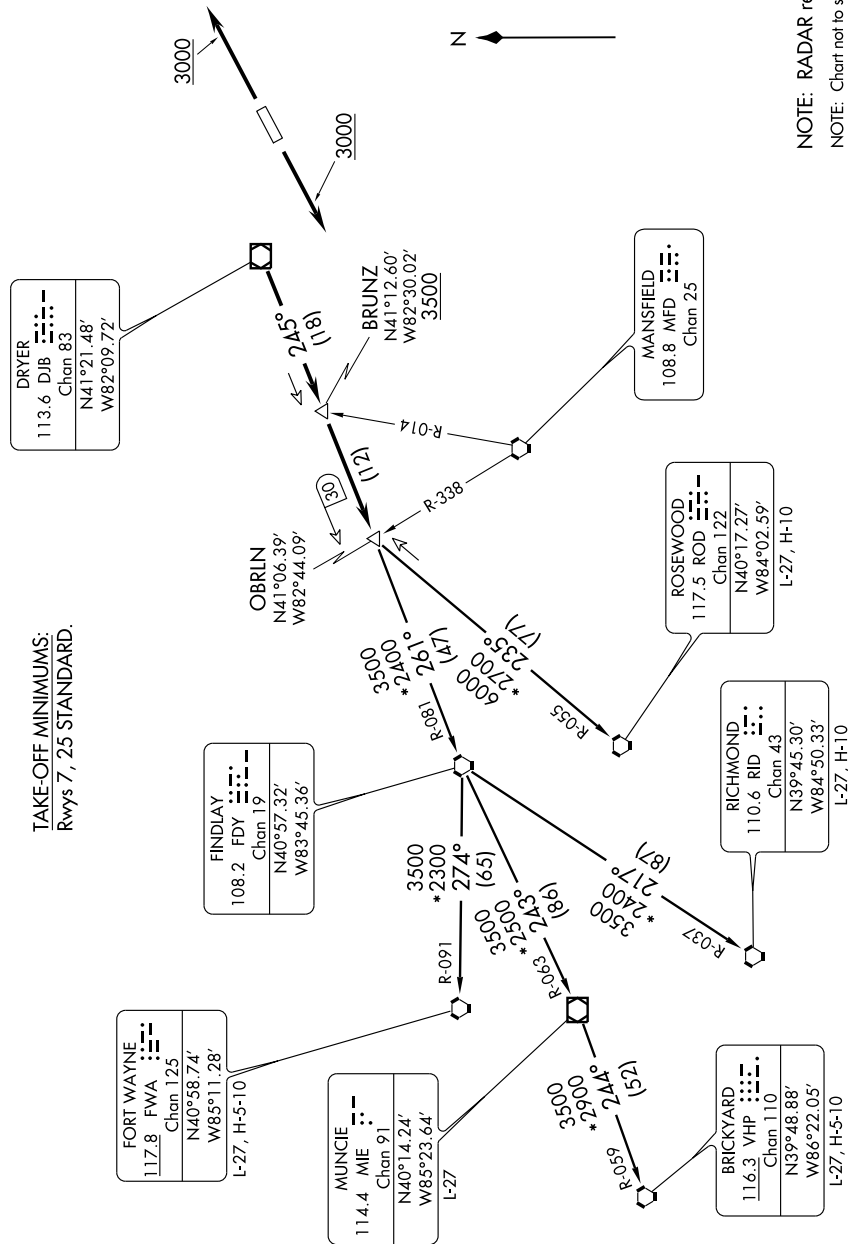 TAKE-OFF MINIMUMS:
Rwys 7, 25 STANDARD.
DRYER
113.6 DJB
Chan 83
N41°21.48′
W82°09.72′
3000
3000
N
NOTE: RADAR re
NOTE: Chart not to s
245°
(18)
BRUNZ
N41°12.60′
W82°30.02′
3500
R-014
(12)
30
OBRLN
N41°06.39′
W82°44.09′
R-338
MANSFIELD
108.8 MFD
Chan 25
3500
*2400
261°
(47)
R-081
6000
*2700
235°
(77)
R-055
ROSEWOOD
117.5 ROD
Chan 122
N40°17.27′
W84°02.59′
L-27, H-10
FINDLAY
108.2 FDY
Chan 19
N40°57.32′
W83°45.36′
3500
*2300
274°
(65)
R-091
3500
*2500
243°
(86)
R-063
3500
*2400
217°
(87)
R-037
RICHMOND
110.6 RID
Chan 43
N39°45.30′
W84°50.33′
L-27, H-10
FORT WAYNE
117.8 FWA
Chan 125
N40°58.74′
W85°11.28′
L-27, H-5-10
MUNCIE
114.4 MIE
Chan 91
N40°14.24′
W85°23.64′
L-27
3500
*2900
244°
(52)
R-059
BRICKYARD
116.3 VHP
Chan 110
N39°48.88′
W86°22.05′
L-27, H-5-10